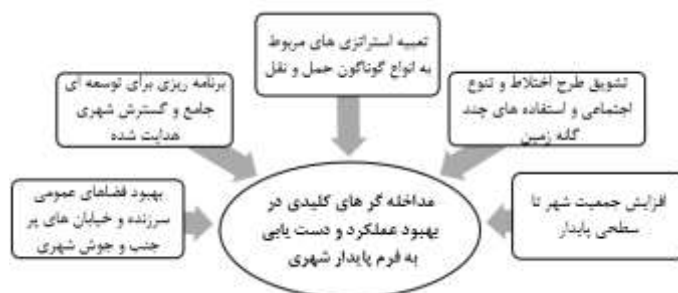 تعبیه استراتژی های مربوط
به انواع گوناگون حمل و نقل
تشویق طرح اختلاط و تنوع
اجتماعی و استفاده های چند
گانه زمین
برنامه ریزی برای توسعه ای
جامع و گسترش شهری
هدایت شده
افزایش جمعیت شهر تا
سطحی پایدار
بهبود فضاهای عمومی
سرزنده و خیابان های پر
جنب و جوش شهری
مداخله گر های کلیدی در
بهبود عملکرد و دست یابی
به فرم پایدار شهری